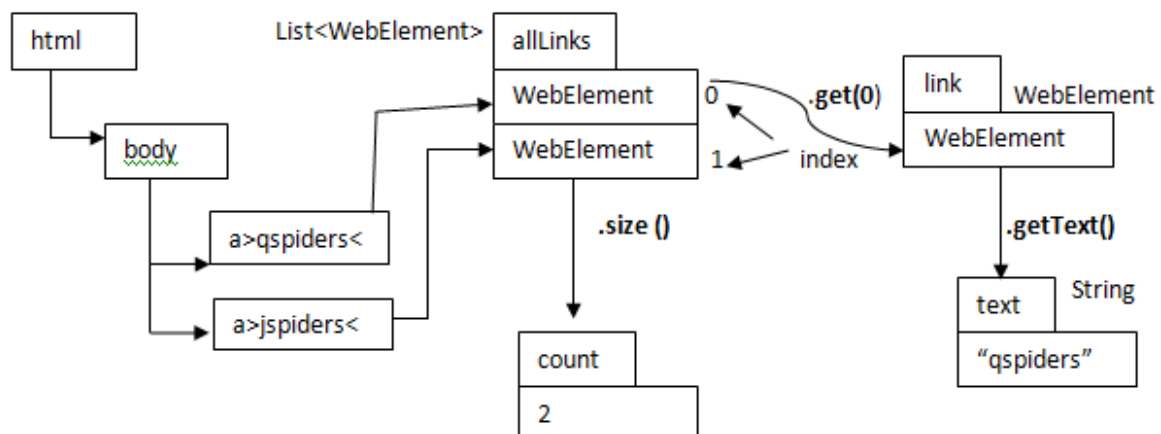 html
List<WebElement>
allLinks
WebElement
0
.get(0)
link
WebElement
WebElement
body
WebElement
1
index
a>qspiders<
.size ()
.getText()
a>jspiders<
text
String
count
"qspiders"
2